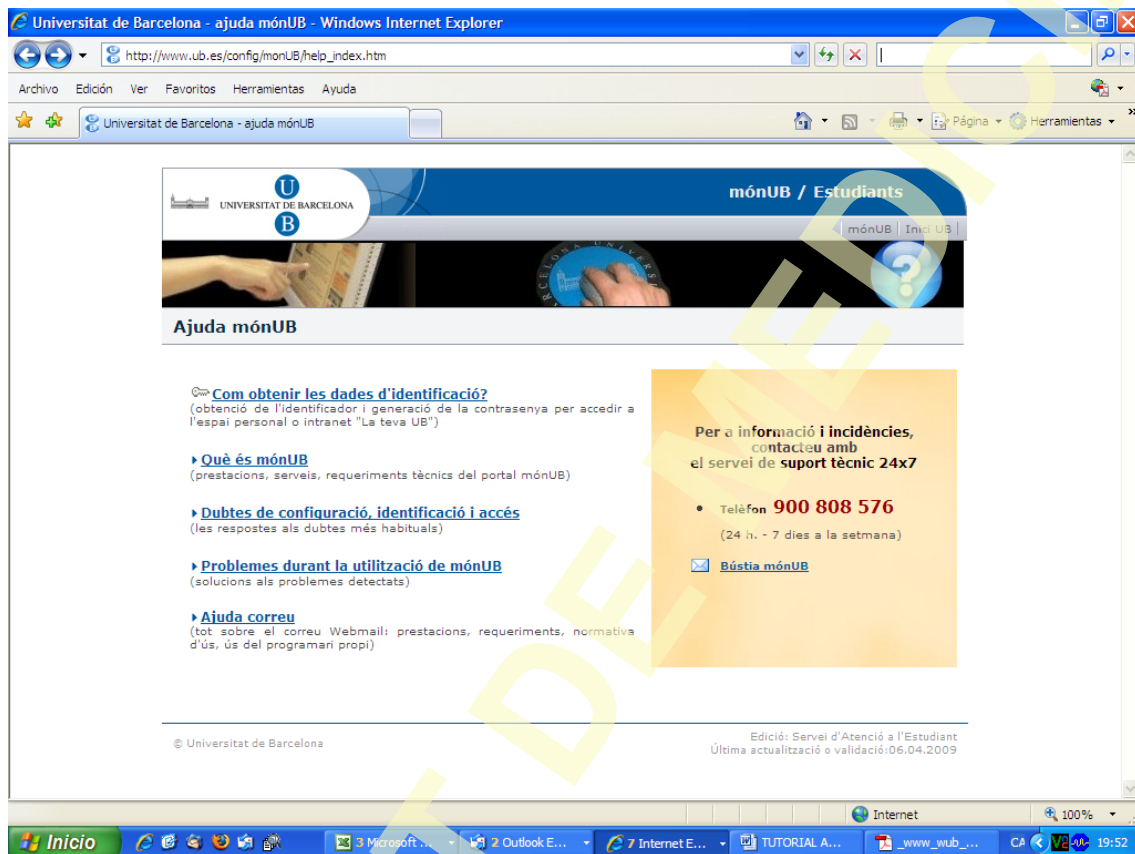 Universitat de Barcelona - ajuda mónUB - Windows Internet Explorer
http://www.ub.es/config/monUB/help_index.htm
Archivo Edición Ver Favoritos Herramientas Ayuda
Universitat de Barcelona - ajuda mónUB
Página
Herramientas
U
UNIVERSITAT DE BARCELONA
B
mónUB / Estudiants
mónUB | Inici UB |
Ajuda mónUB
Com obtenir les dades d'identificació?
(obtenció de l'identificador i generació de la contrasenya per accedir a
l'espai personal o intranet "La teva UB")
Què és mónUB
(prestacions, serveis, requeriments tècnics del portal mónUB)
Dubtes de configuració, identificació i accés
(les respostes als dubtes més habituals)
Problemes durant la utilització de mónUB
(solucions als problemes detectats)
Ajuda correu
(tot sobre el correu Webmail: prestacions, requeriments, normativa
d'ús, ús del programari propi)
Per a informació i incidències,
contacteu amb
el servei de suport tècnic 24x7
• Telèfon 900 808 576
(24 h. - 7 dies a la setmana)
Bústia mónUB
© Universitat de Barcelona
Edició: Servei d'Atenció a l'Estudiant
Última actualització o validació:06.04.2009
Internet
100%
Inicio
3 Microsoft ...
2 Outlook E...
7 Internet E...
TUTORIAL A...
_www_wub_...
CA
19:52